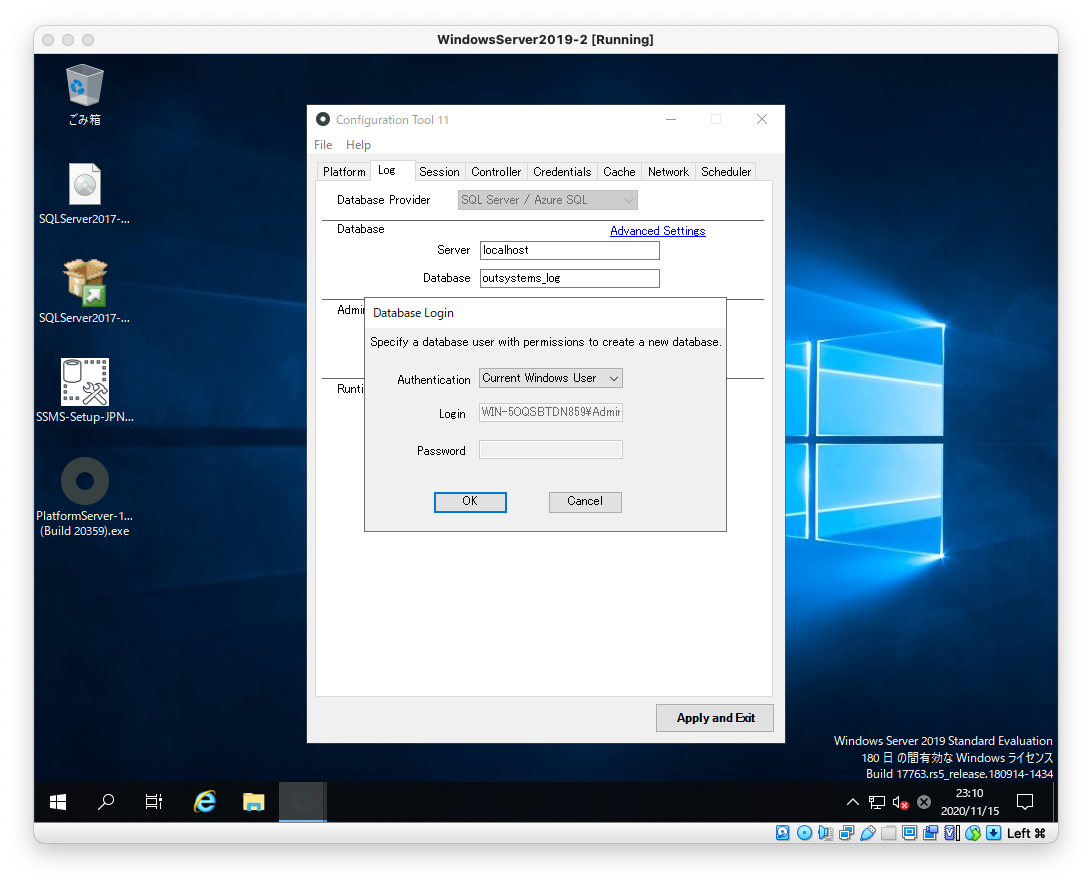 WindowsServer2019-2 [Running]
ごみ箱
SQLServer2017-...
SQLServer2017-...
SSMS-Setup-JPN...
PlatformServer-1...
(Build 20359).exe
Configuration Tool 11
File Help
Platform Log Session Controller Credentials Cache Network Scheduler
Database Provider SQL Server / Azure SQL
Database Advanced Settings
Server localhost
Database outsystems_log
Admi
Database Login
Specify a database user with permissions to create a new database.
Authentication Current Windows User
Runti
Login WIN-5OQSBTDN859¥Admi
Password
OK Cancel
Apply and Exit
Windows Server 2019 Standard Evaluation
180 日 の間有効な Windows ライセンス
Build 17763.rs5_release.180914-1434
23:10
2020/11/15
Left ⌘